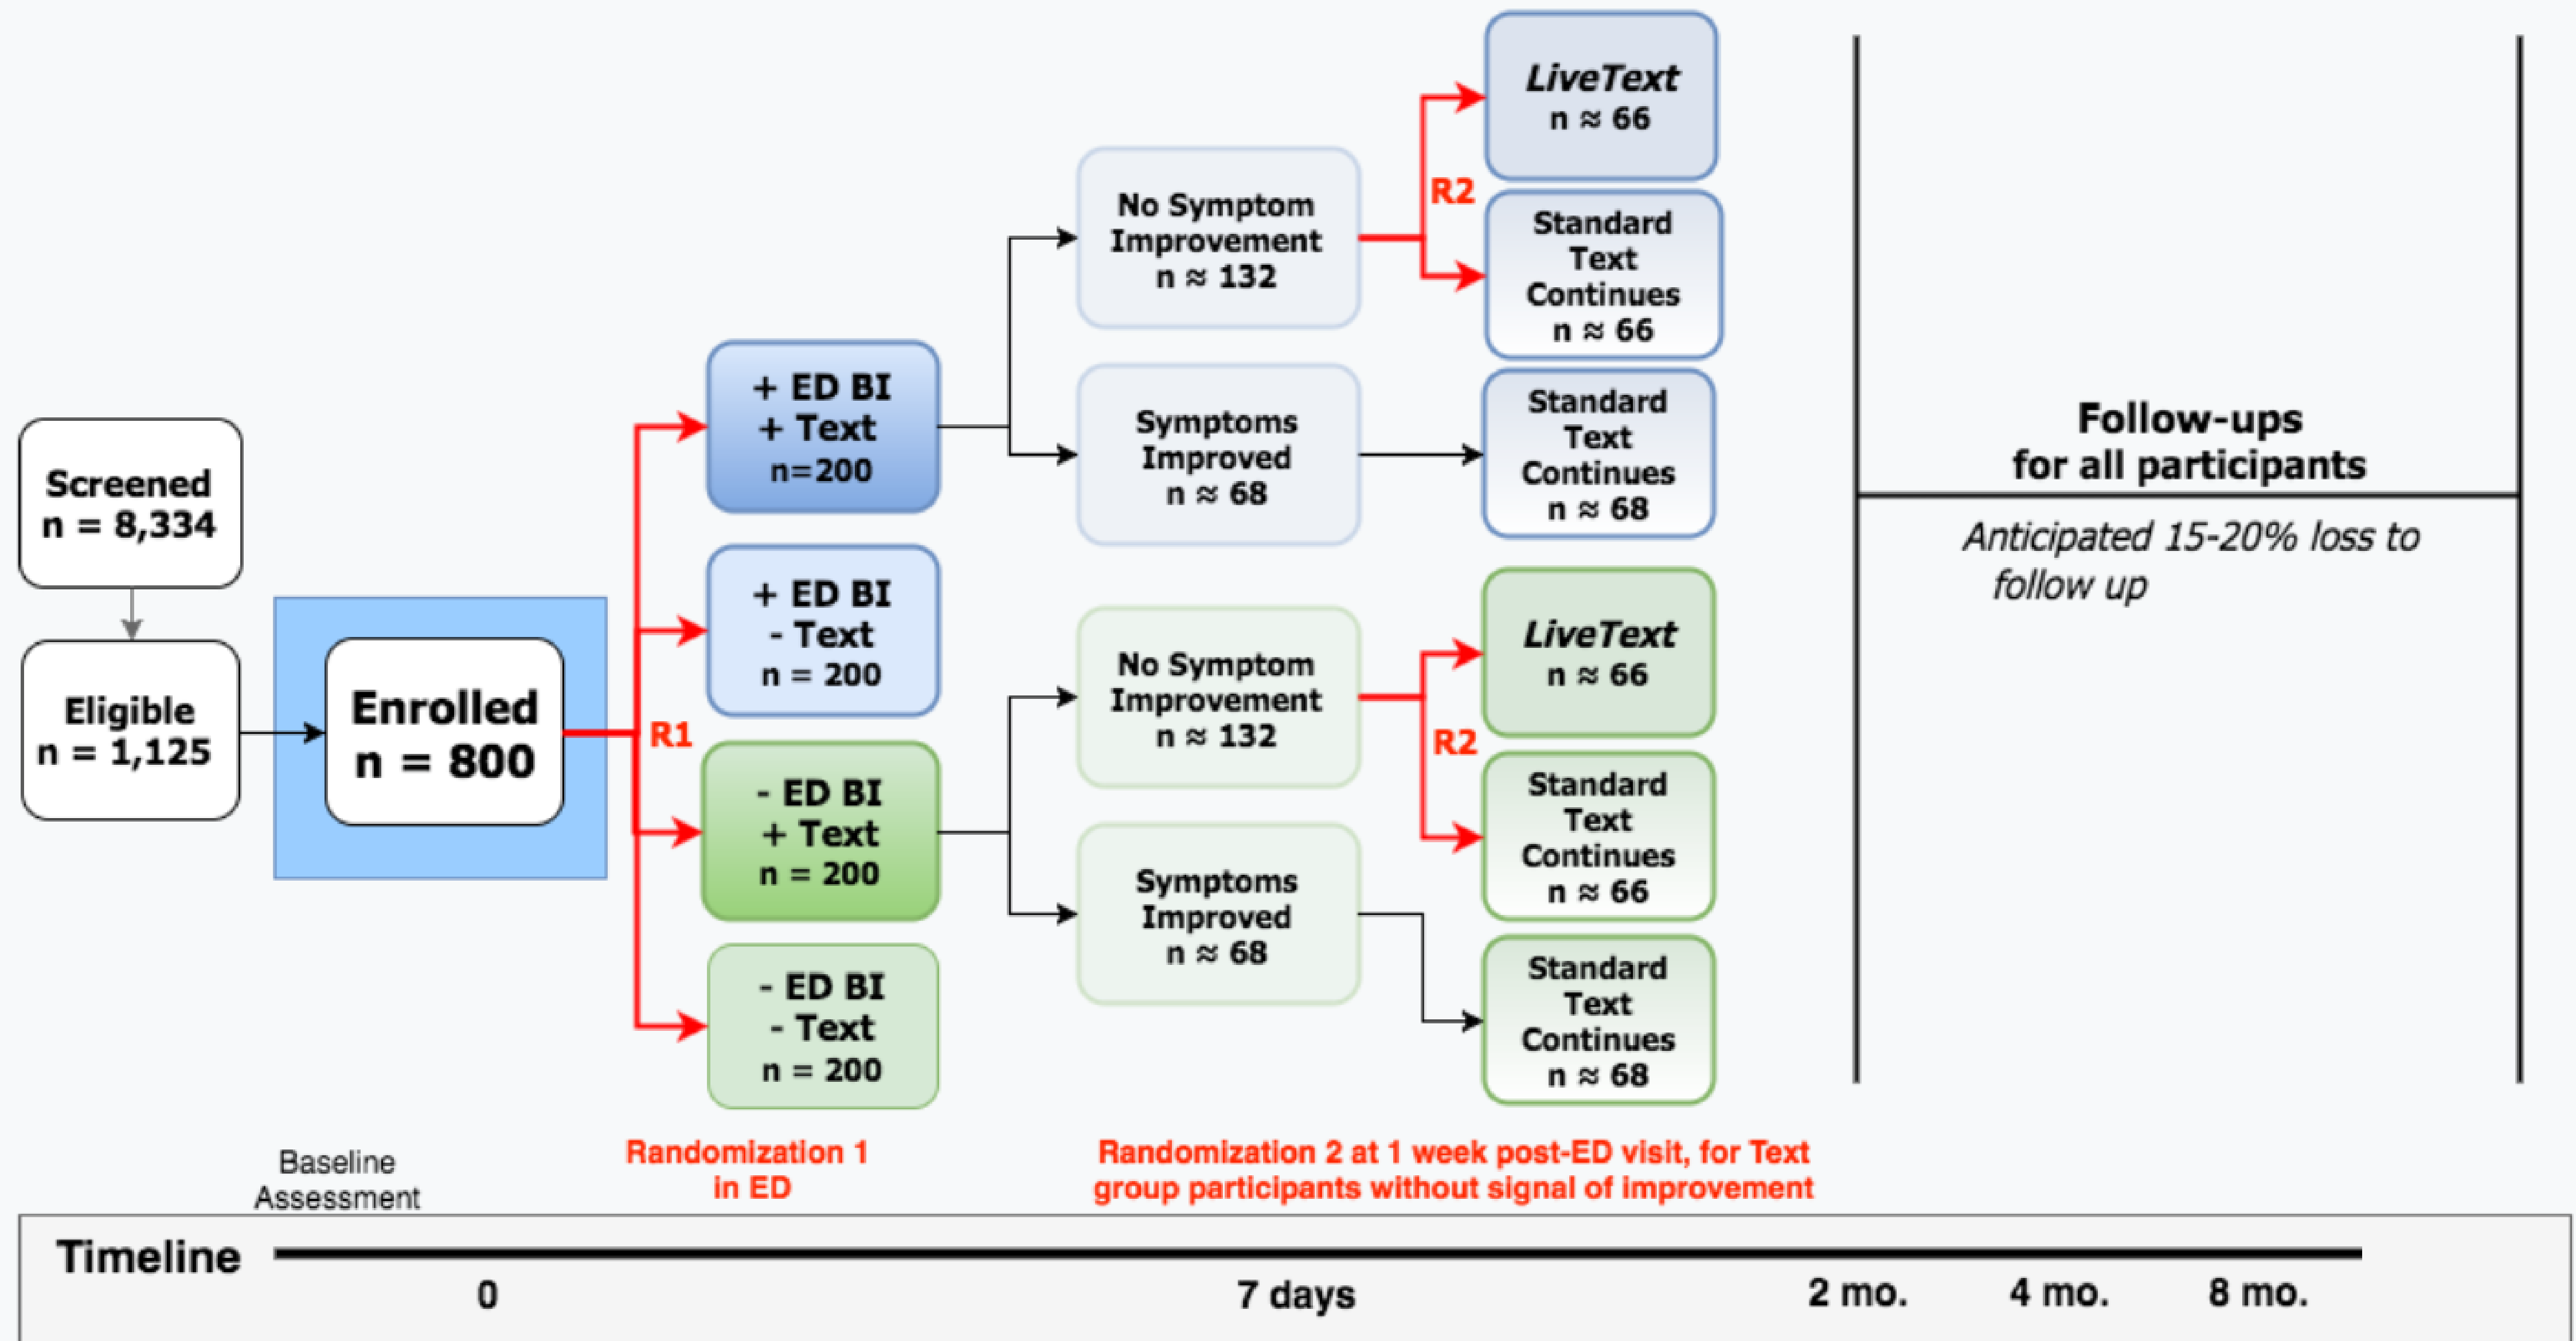 Screened
n = 8,334
Eligible
n = 1,125
Enrolled
n = 800
R1
+ ED BI
+ Text
n=200
+ ED BI
- Text
n = 200
- ED BI
+ Text
n = 200
- ED BI
- Text
n = 200
No Symptom
Improvement
n ≈ 132
Symptoms
Improved
n ≈ 68
No Symptom
Improvement
n ≈ 132
Symptoms
Improved
n ≈ 68
R2
R2
LiveText
n ≈ 66
Standard
Text
Continues
n ≈ 66
Standard
Text
Continues
n ≈ 68
LiveText
n ≈ 66
Standard
Text
Continues
n ≈ 66
Standard
Text
Continues
n ≈ 68
Follow-ups
for all participants
Anticipated 15-20% loss to
follow up
Baseline
Assessment
Randomization 1
in ED
Randomization 2 at 1 week post-ED visit, for Text
group participants without signal of improvement
Timeline
0
7 days
2 mo.
4 mo.
8 mo.